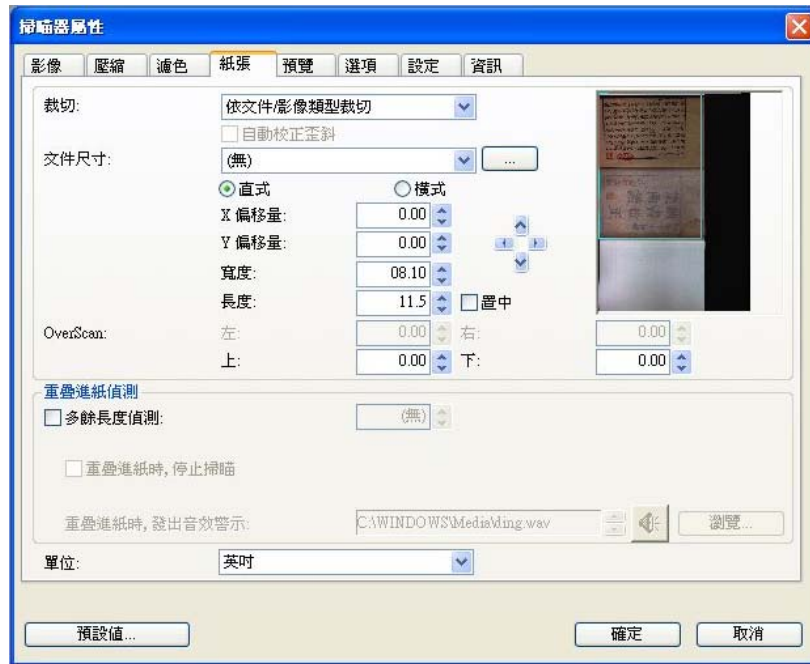 掃瞄器屬性
影像 壓縮 濾色 紙張 預覽 選項 設定 資訊
裁切: 依文件/影像類型裁切
自動校正歪斜
文件尺寸: (無) ...
直式 橫式
X 偏移量: 0.00
Y 偏移量: 0.00
寬度: 08.10
長度: 11.5 置中
OverScan: 左: 0.00 右: 0.00
上: 0.00 下: 0.00
重疊進紙偵測
多餘長度偵測: (無)
重疊進紙時, 停止掃瞄
重疊進紙時, 發出音效警示: C:\WINDOWS\Media\ding.wav 瀏覽...
單位: 英吋
預設值... 確定 取消